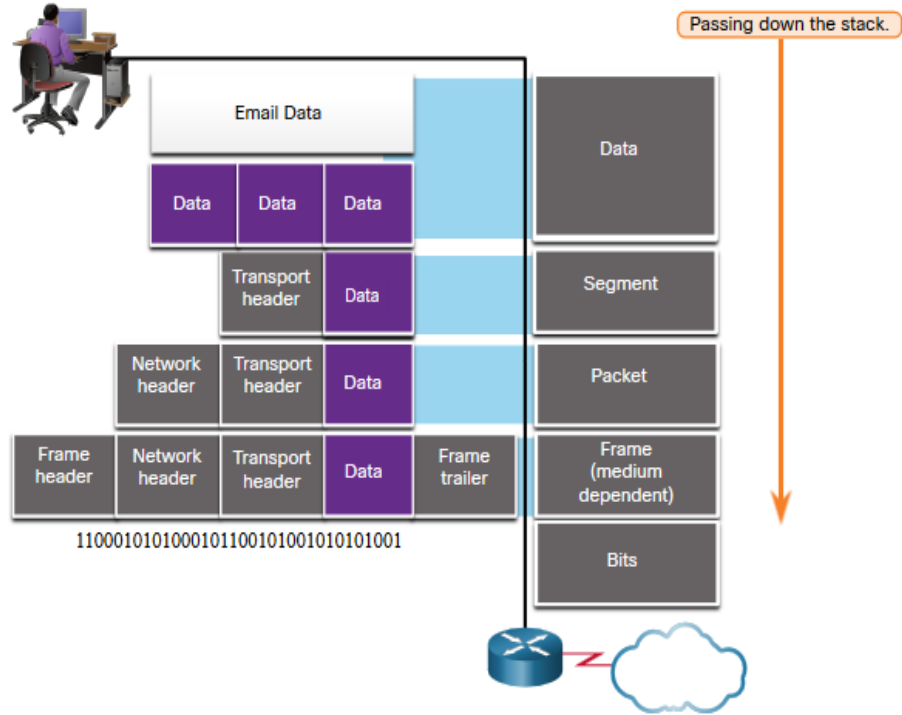 Passing down the stack.
Email Data
Data
Data
Data
Data
Transport
header
Data
Segment
Network
header
Transport
header
Data
Packet
Frame
header
Network
header
Transport
header
Data
Frame
trailer
Frame
(medium
dependent)
1100010101000101100101001010101001
Bits